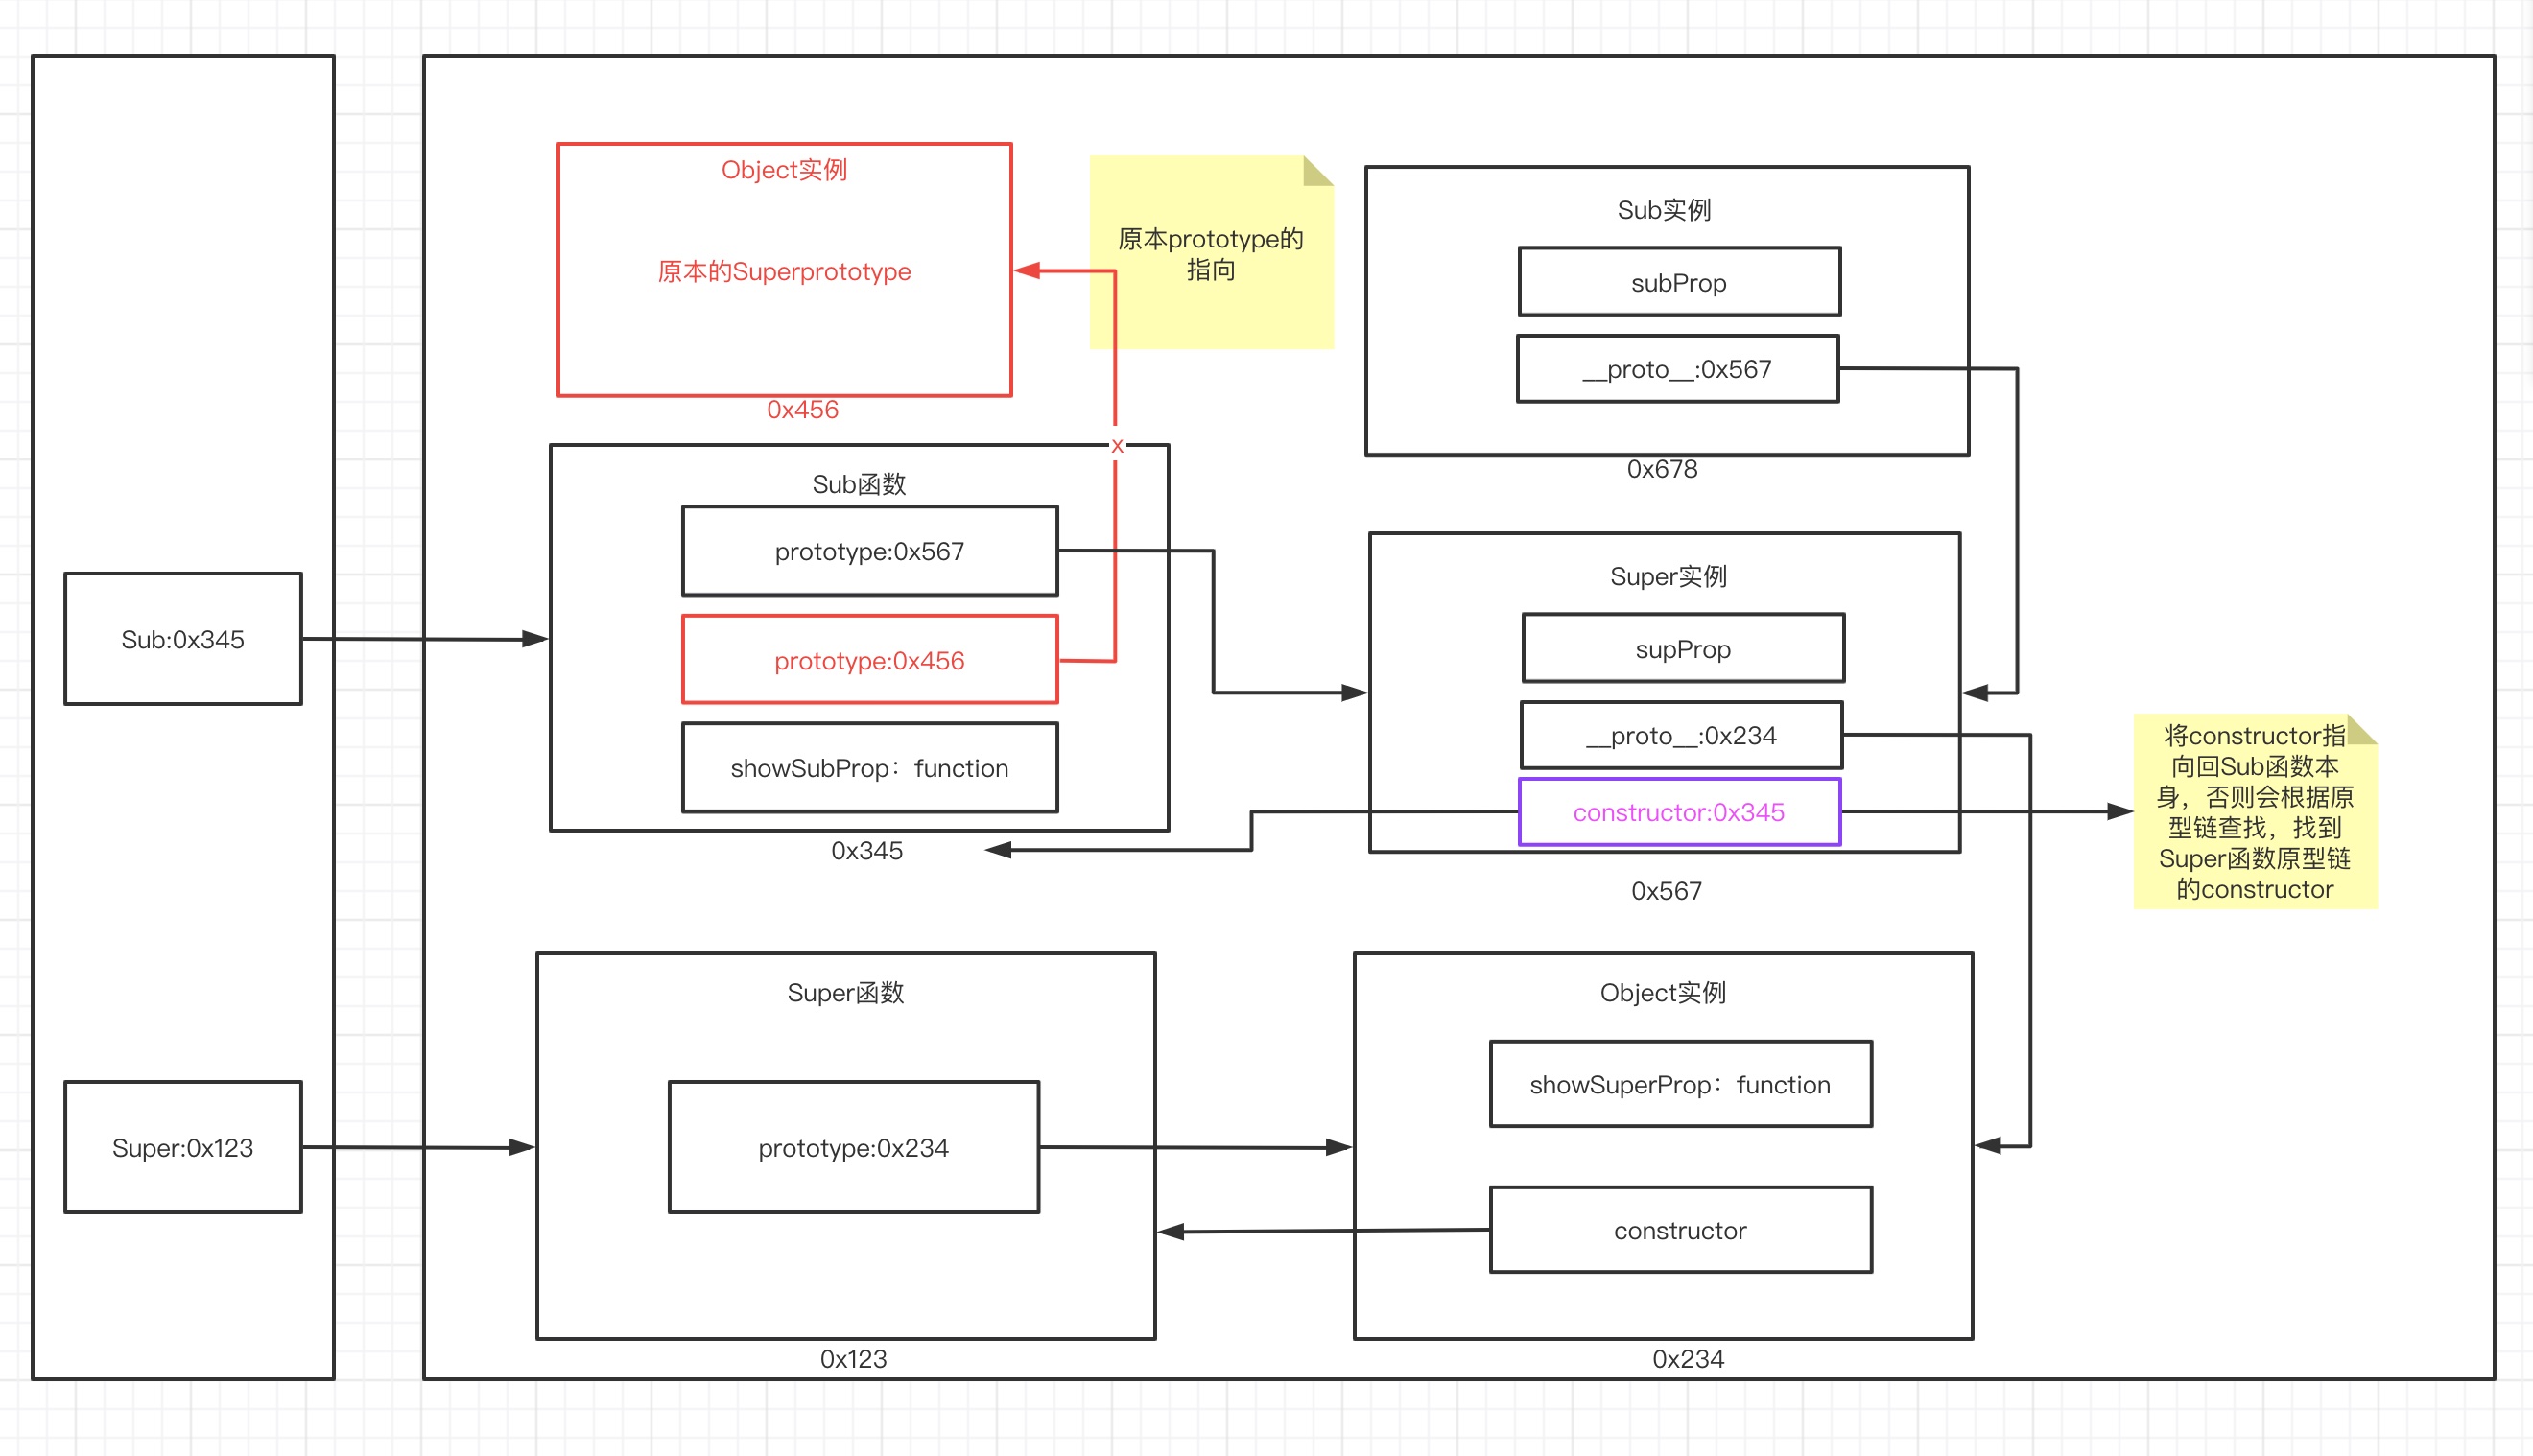 Object实例
原本的Superprototype
0x456
原本prototype的
指向
Sub实例
subProp
__proto__:0x567
0x678
x
Sub函数
prototype:0x567
prototype:0x456
showSubProp：function
0x345
Sub:0x345
Super实例
supProp
__proto__:0x234
constructor:0x345
0x567
将constructor指
向回Sub函数本
身，否则会根据原
型链查找，找到
Super函数原型链
的constructor
Super:0x123
Super函数
prototype:0x234
0x123
Object实例
showSuperProp：function
constructor
0x234